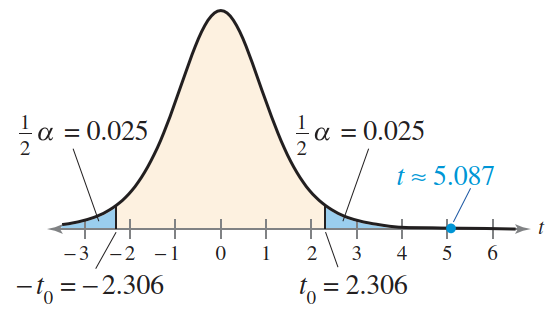 1/2 α = 0.025
1/2 α = 0.025
t ≈ 5.087
t
−3 −2 −1 0 1 2 3 4 5 6
−t₀ = −2.306
t₀ = 2.306